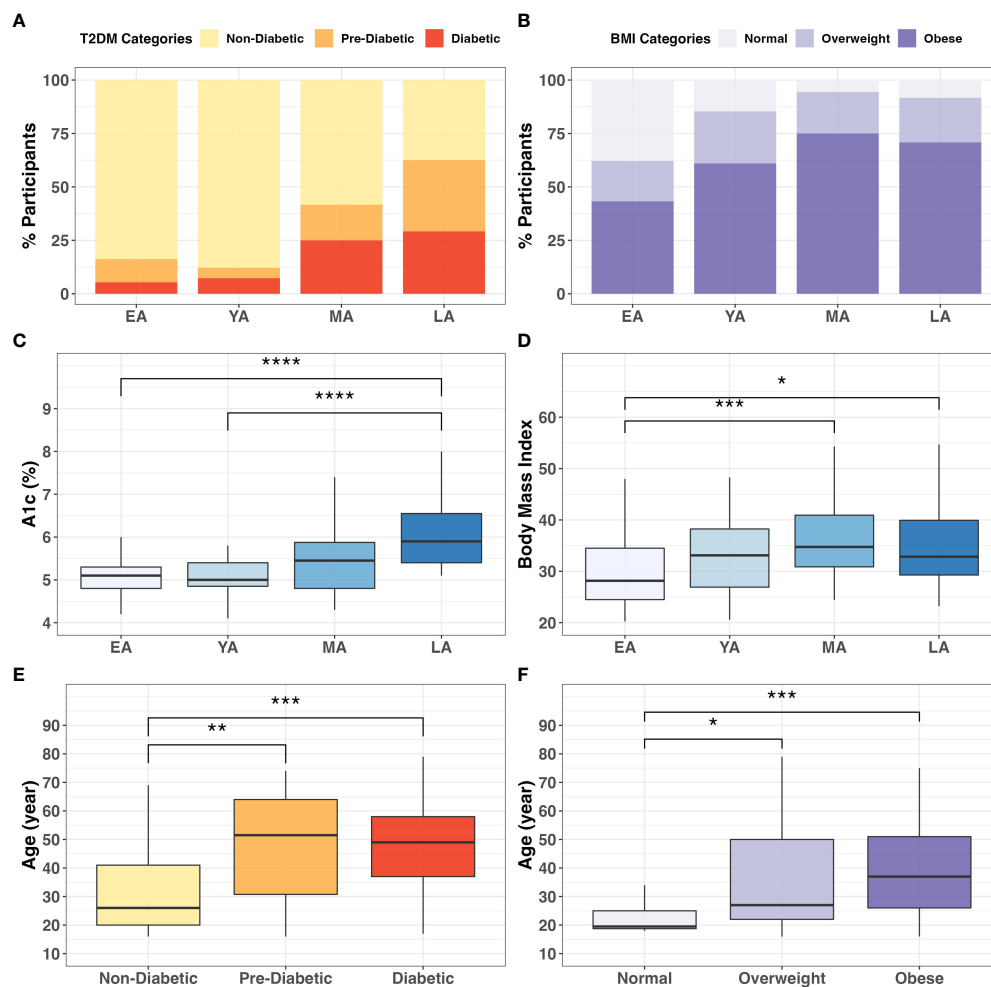 A
T2DM Categories Non-Diabetic Pre-Diabetic Diabetic
% Participants
100
75
50
25
0
EA YA MA LA
B
BMI Categories Normal Overweight Obese
% Participants
100
75
50
25
0
EA YA MA LA
C
**** 
****
A1c (%)
9
8
7
6
5
4
EA YA MA LA
D
*
***
Body Mass Index
60
50
40
30
20
EA YA MA LA
E
***
**
Age (year)
90
80
70
60
50
40
30
20
10
Non-Diabetic Pre-Diabetic Diabetic
F
***
*
Age (year)
90
80
70
60
50
40
30
20
10
Normal Overweight Obese